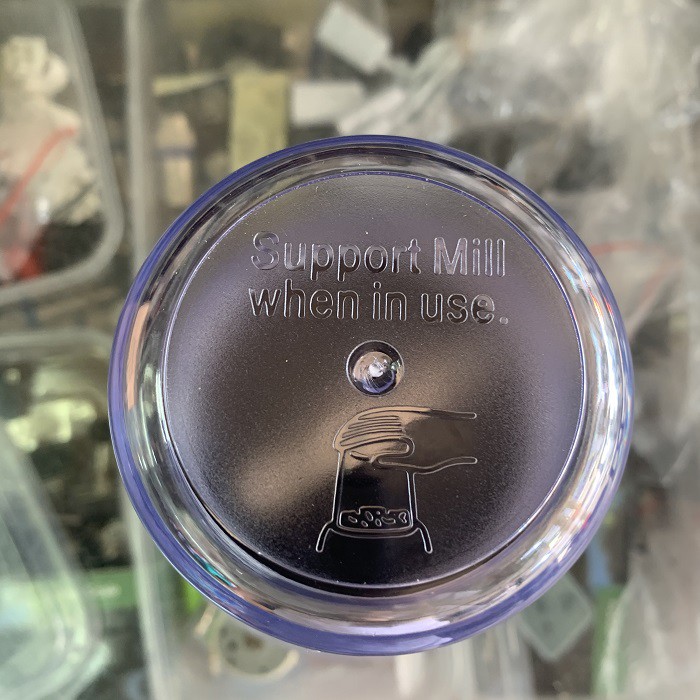 Support Mill
when in use.